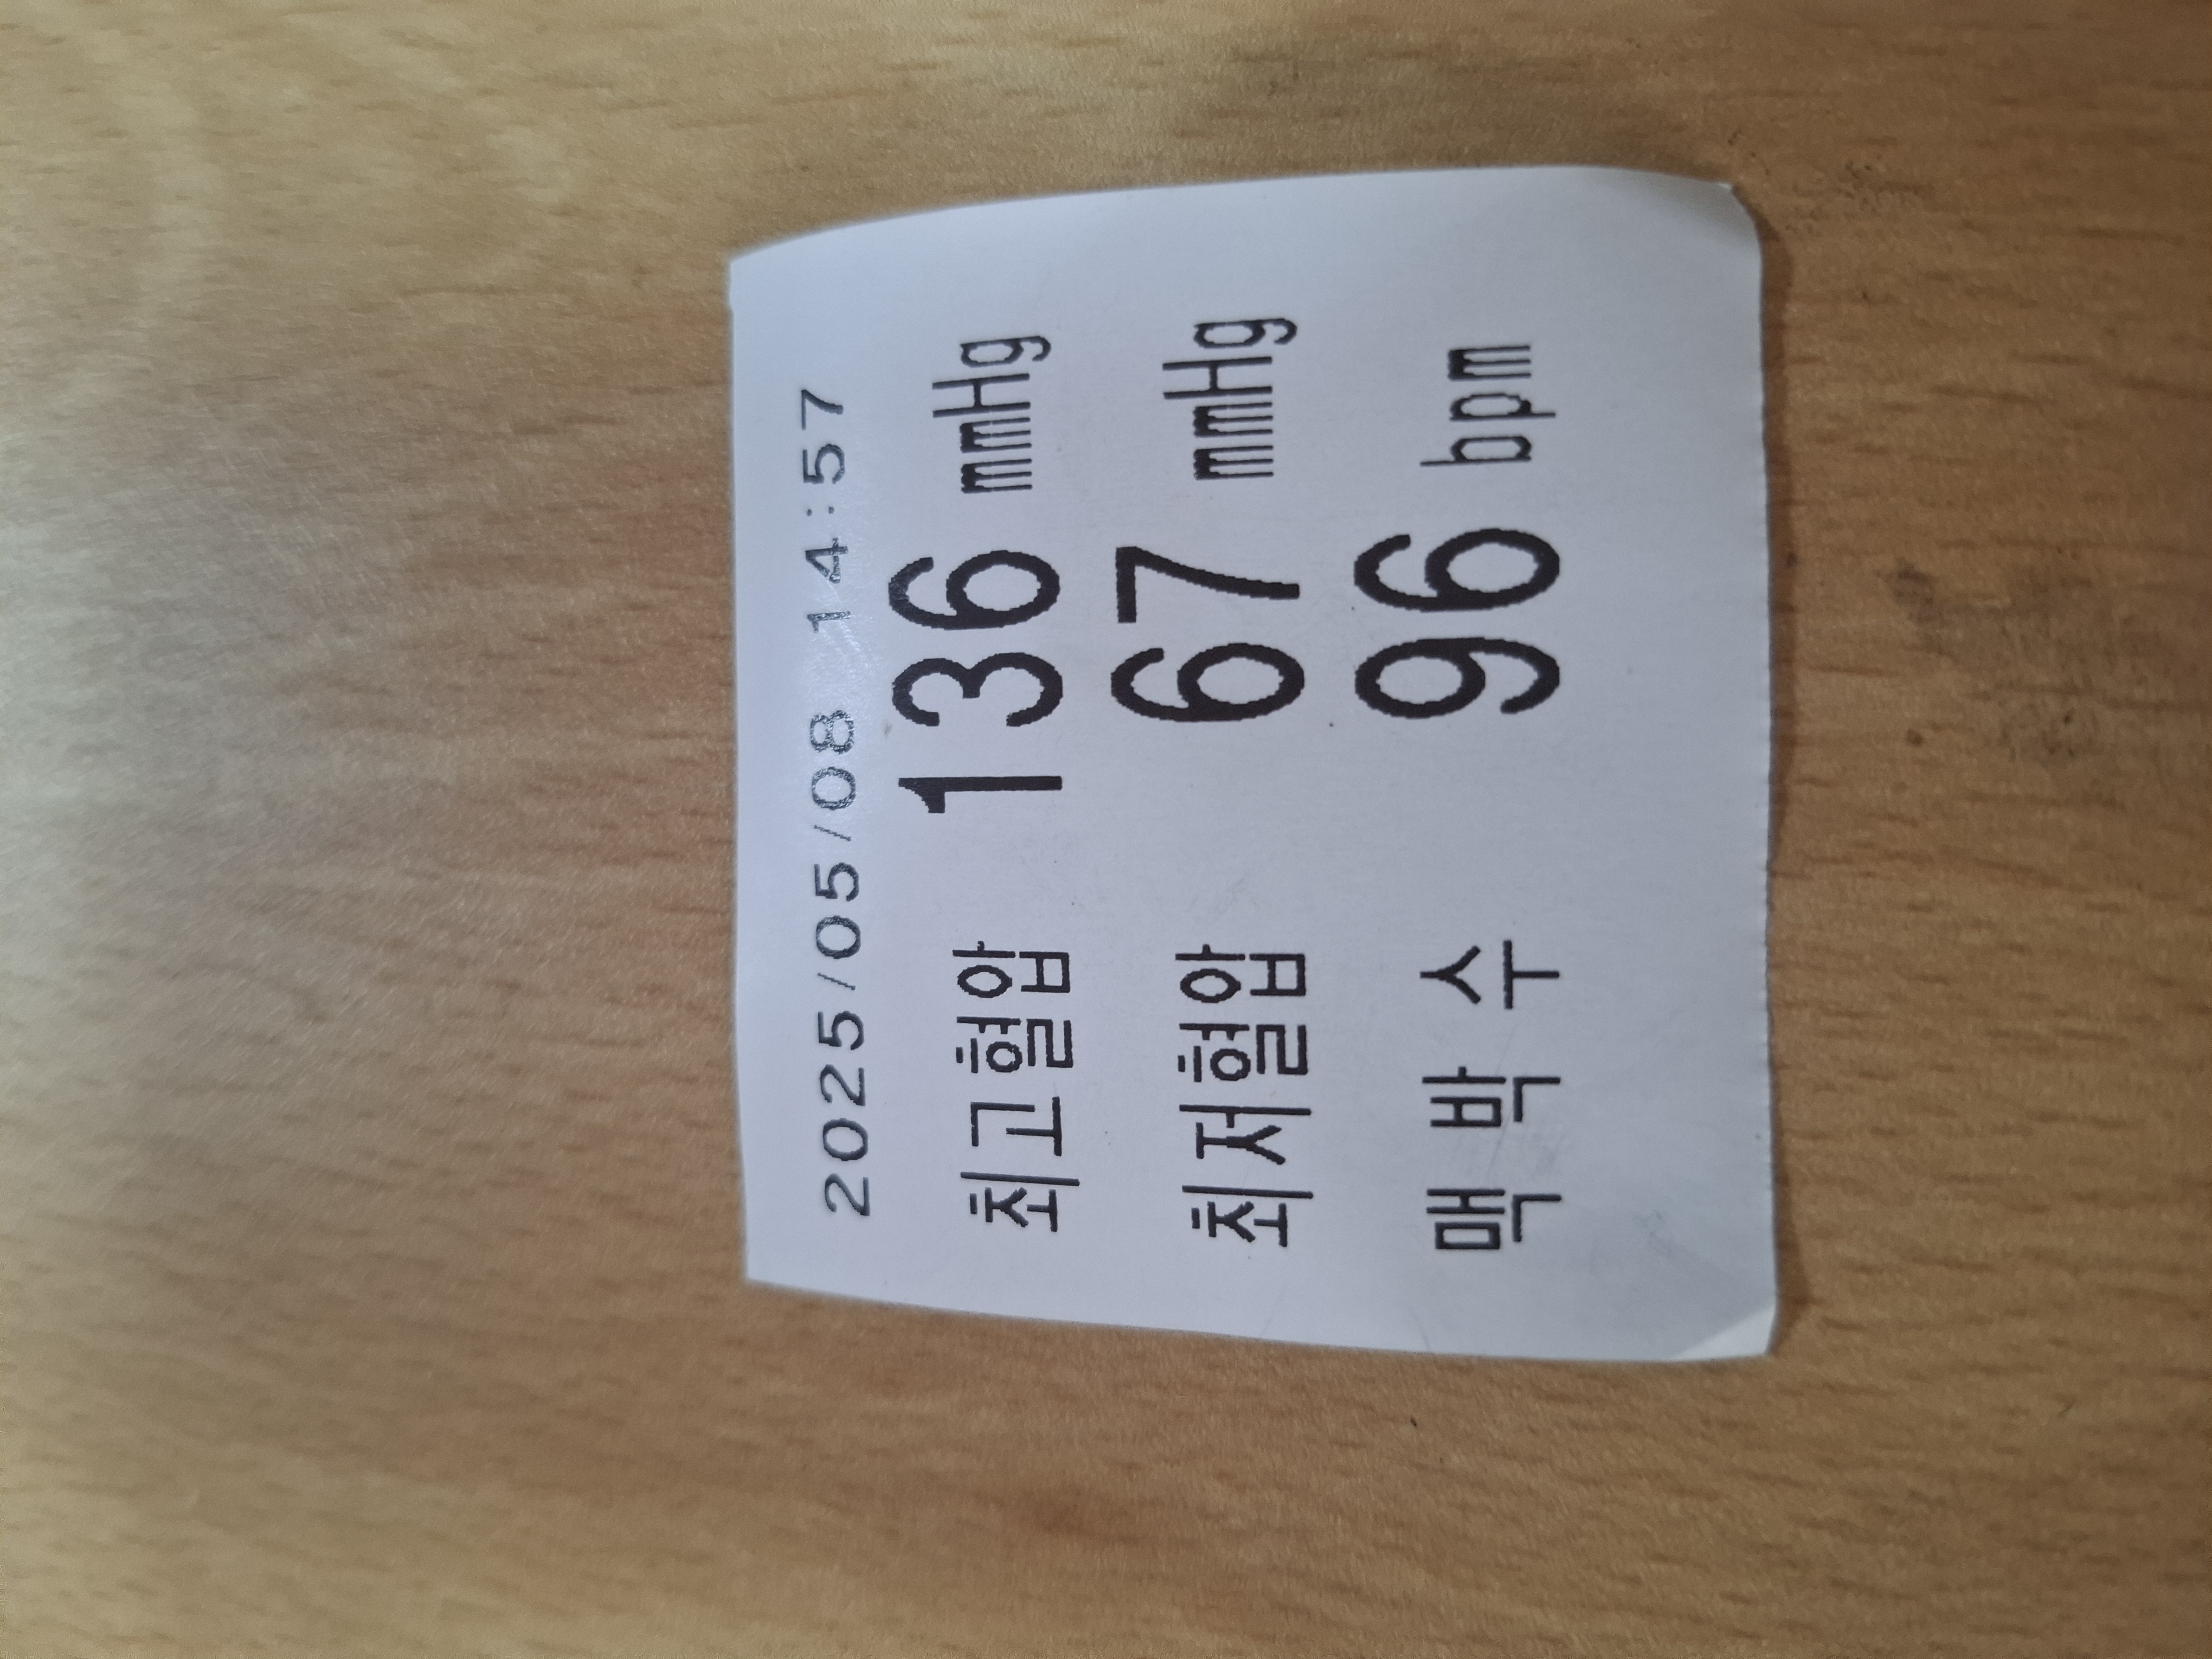 2025/05/08 14:57
최고혈압 136 mmHg
최저혈압 67 mmHg
맥 박 수 96 bpm